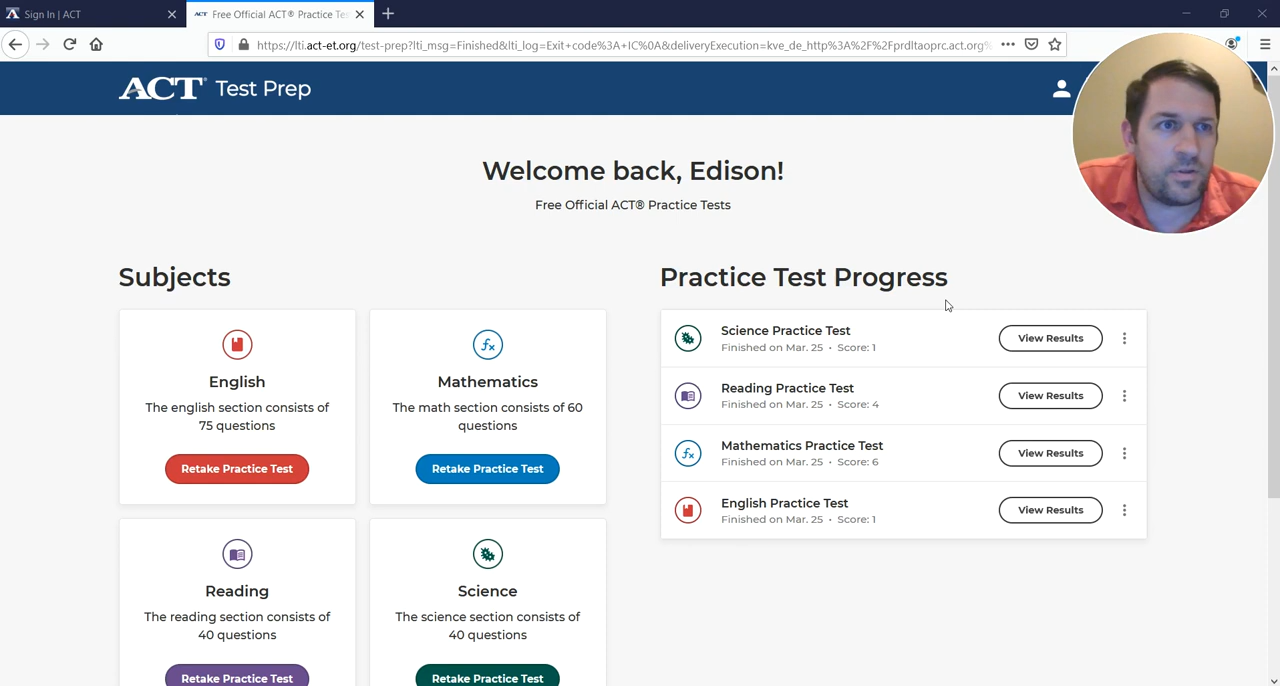 Sign In | ACT
ACT Free Official ACT® Practice Tes
https://lti.act-et.org/test-prep?lti_msg=Finished&lti_log=Exit+code%3A+IC%0A&deliveryExecution=kve_de_http%3A%2F%2Fprdltaoprc.act.org%
ACT® Test Prep
Welcome back, Edison!
Free Official ACT® Practice Tests
Subjects
English
The english section consists of
75 questions
Retake Practice Test
Mathematics
The math section consists of 60
questions
Retake Practice Test
Reading
The reading section consists of
40 questions
Retake Practice Test
Science
The science section consists of
40 questions
Retake Practice Test
Practice Test Progress
Science Practice Test
Finished on Mar. 25 • Score: 1
View Results
Reading Practice Test
Finished on Mar. 25 • Score: 4
View Results
Mathematics Practice Test
Finished on Mar. 25 • Score: 6
View Results
English Practice Test
Finished on Mar. 25 • Score: 1
View Results